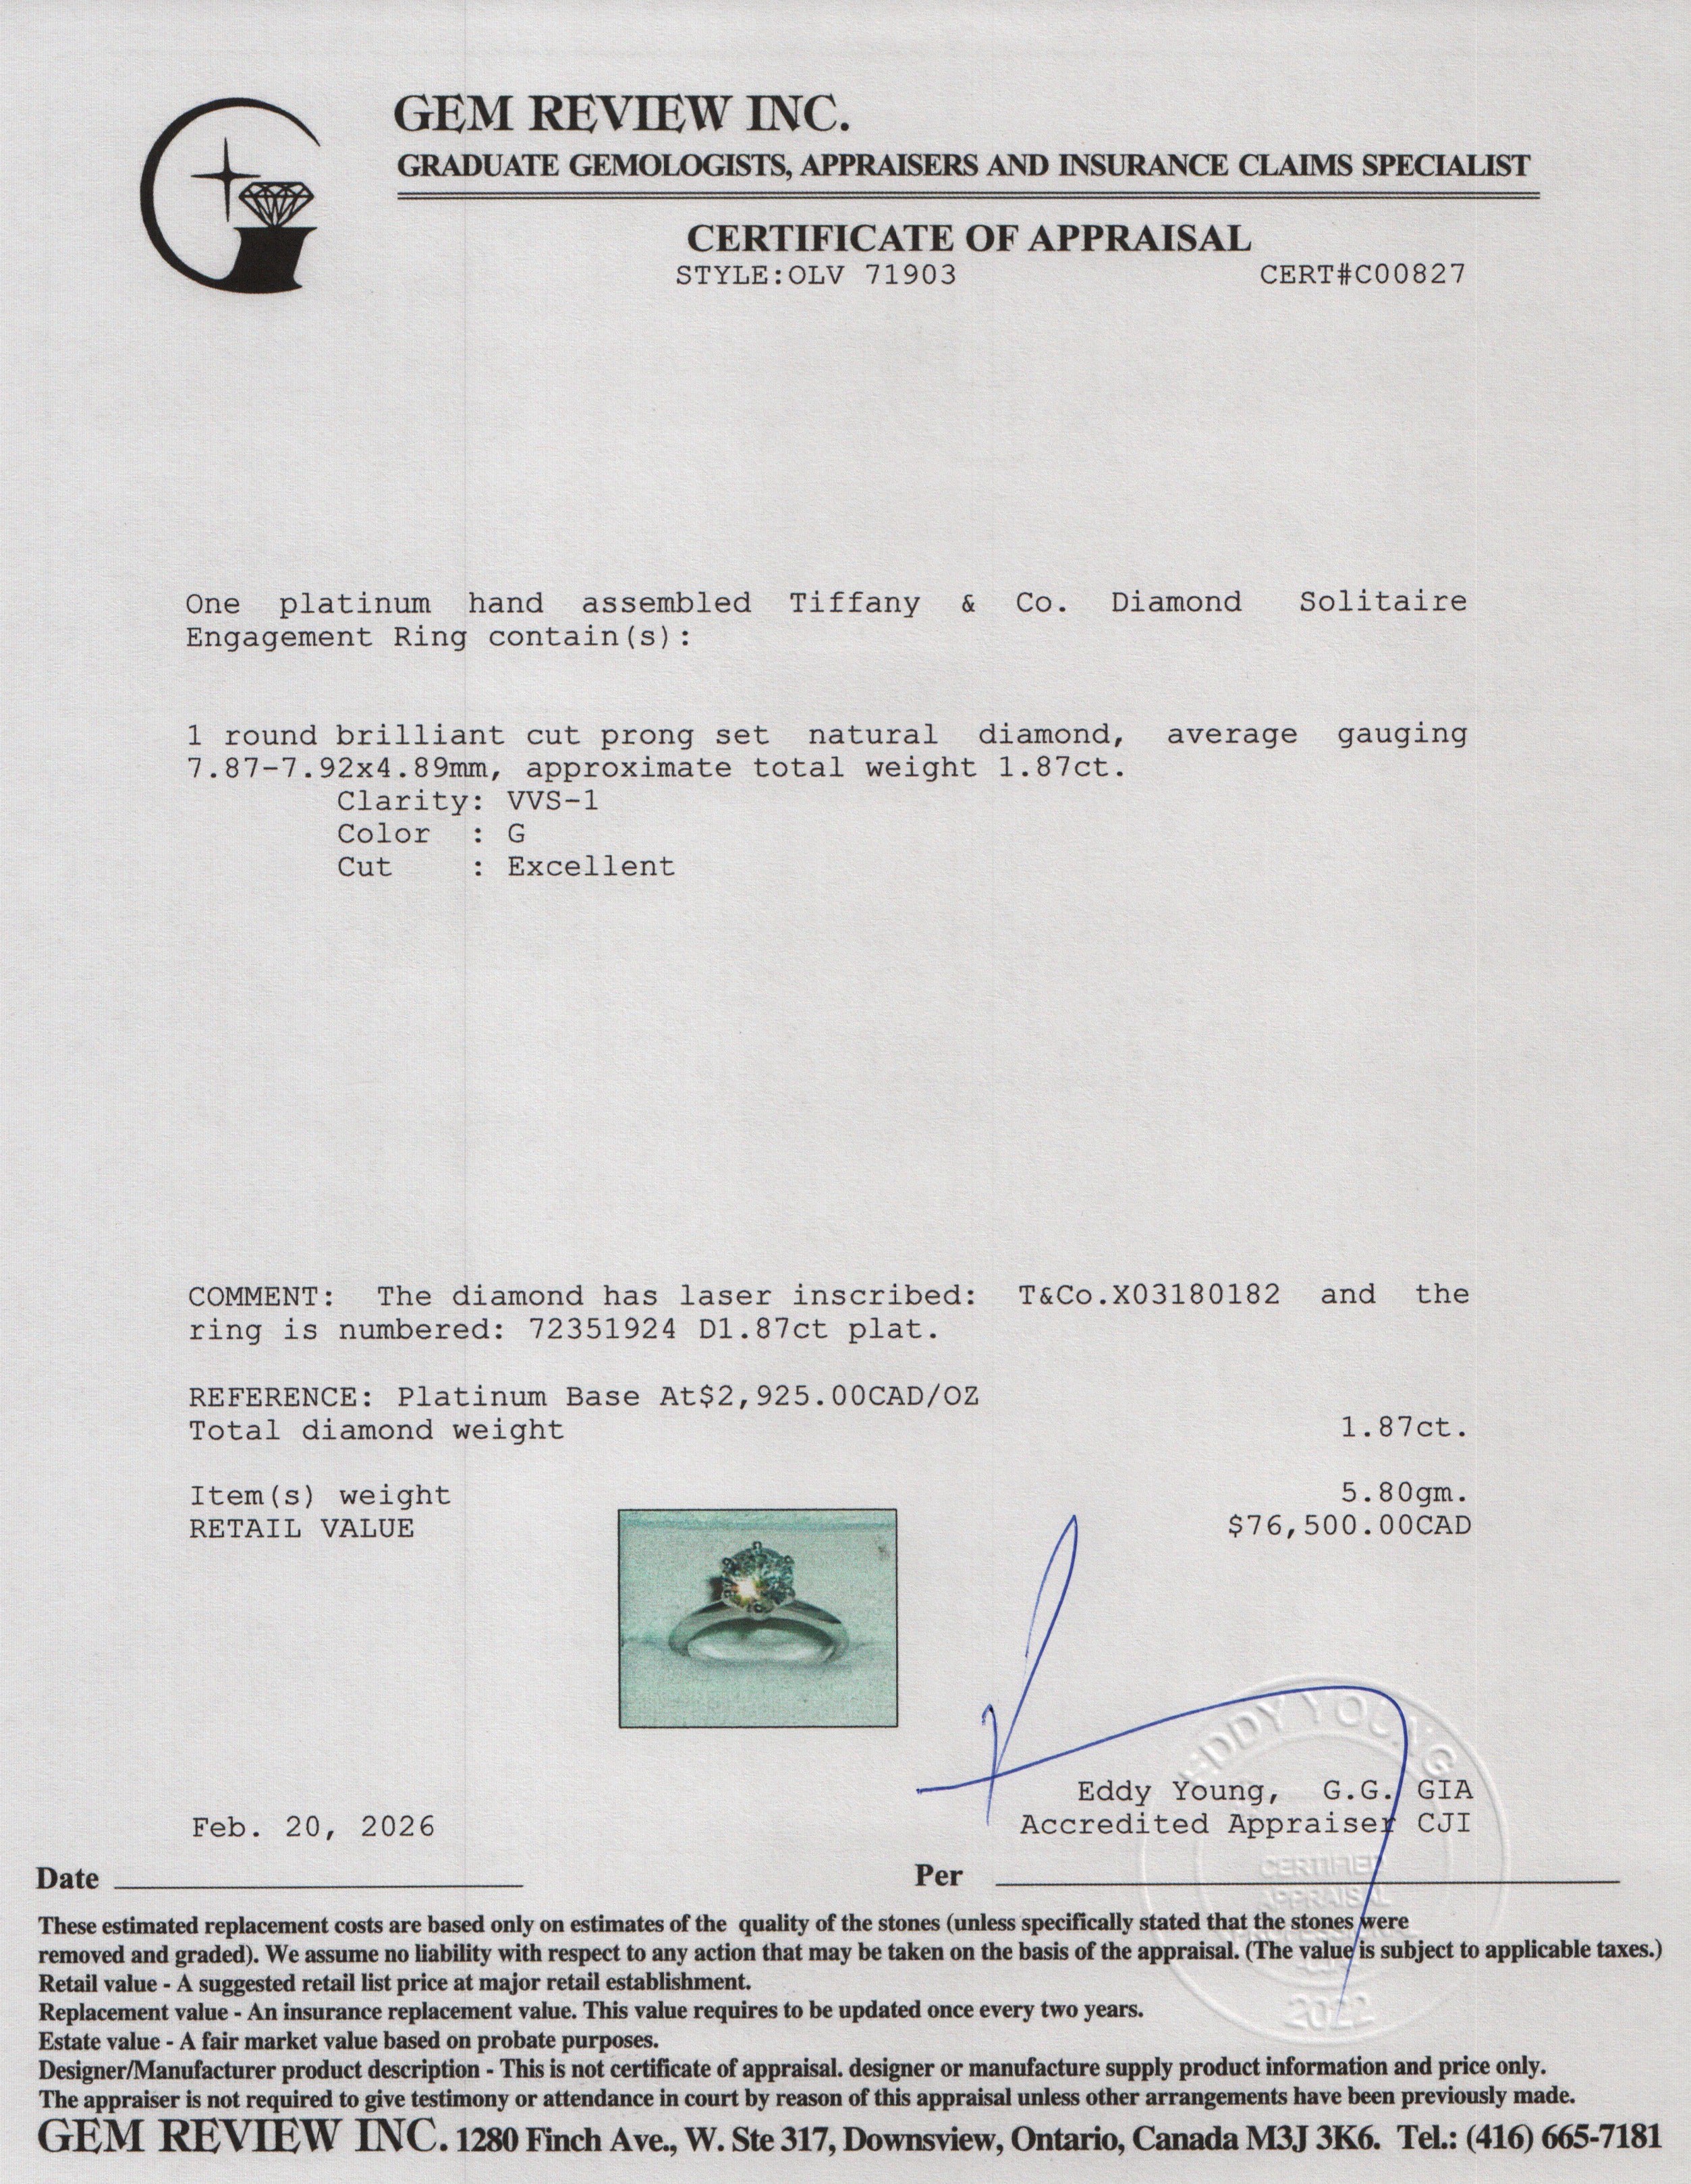 GEM REVIEW INC.
GRADUATE GEMOLOGISTS, APPRAISERS AND INSURANCE CLAIMS SPECIALIST
CERTIFICATE OF APPRAISAL
STYLE:OLV 71903 CERT#C00827
One platinum hand assembled Tiffany & Co. Diamond Solitaire
Engagement Ring contain(s):
1 round brilliant cut prong set natural diamond, average gauging
7.87-7.92x4.89mm, approximate total weight 1.87ct.
Clarity: VVS-1
Color : G
Cut : Excellent
COMMENT: The diamond has laser inscribed: T&Co.X03180182 and the
ring is numbered: 72351924 D1.87ct plat.
REFERENCE: Platinum Base At$2,925.00CAD/OZ
Total diamond weight 1.87ct.
Item(s) weight 5.80gm.
RETAIL VALUE $76,500.00CAD
EDDY YOUNG
Eddy Young, G.G. GIA
Feb. 20, 2026 Accredited Appraiser CJI
CERTIFIED
APPRAISAL
Date Per
These estimated replacement costs are based only on estimates of the quality of the stones (unless specifically stated that the stones were
removed and graded). We assume no liability with respect to any action that may be taken on the basis of the appraisal. (The value is subject to applicable taxes.)
Retail value - A suggested retail list price at major retail establishment.
Replacement value - An insurance replacement value. This value requires to be updated once every two years.
2022
Estate value - A fair market value based on probate purposes.
Designer/Manufacturer product description - This is not certificate of appraisal. designer or manufacture supply product information and price only.
The appraiser is not required to give testimony or attendance in court by reason of this appraisal unless other arrangements have been previously made.
GEM REVIEW INC. 1280 Finch Ave., W. Ste 317, Downsview, Ontario, Canada M3J 3K6. Tel.: (416) 665-7181